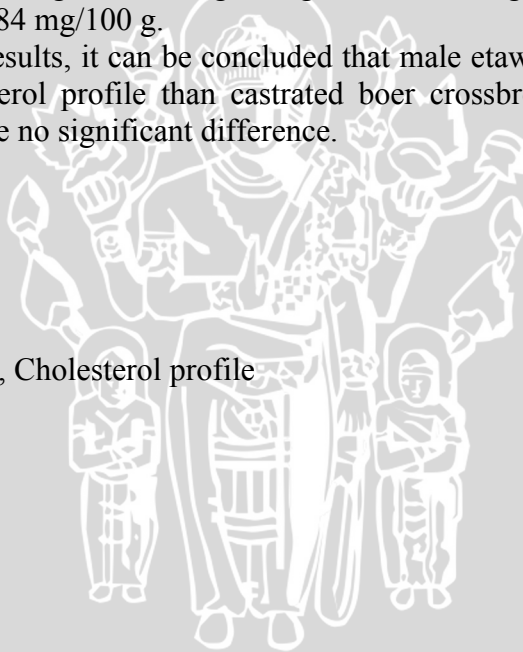 84 mg/100 g.
esults, it can be concluded that male etaw
erol profile than castrated boer crossbr
e no significant difference.
, Cholesterol profile